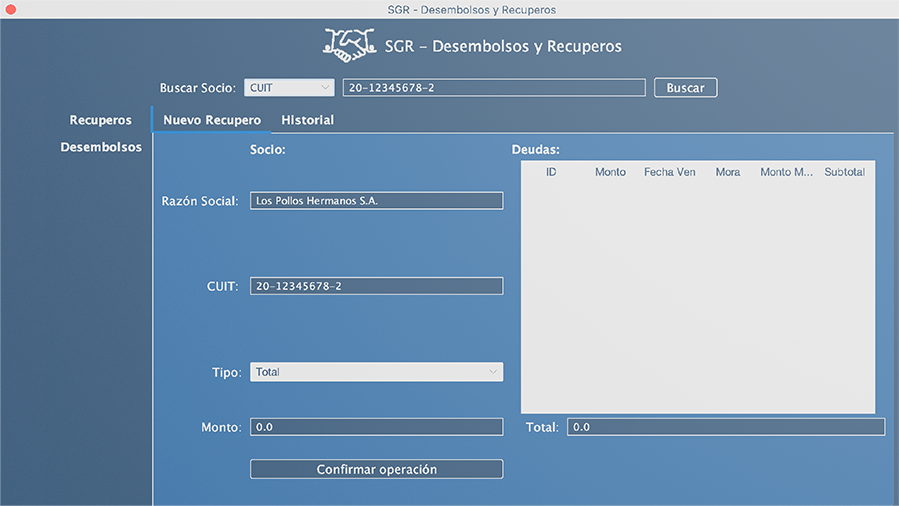 SGR - Desembolsos y Recuperos
SGR - Desembolsos y Recuperos
Buscar Socio: CUIT 20-12345678-2 Buscar
Recuperos Nuevo Recupero Historial
Desembolsos
Socio: Deudas:
ID Monto Fecha Ven Mora Monto M... Subtotal
Razón Social: Los Pollos Hermanos S.A.
CUIT: 20-12345678-2
Tipo: Total
Monto: 0.0 Total: 0.0
Confirmar operación